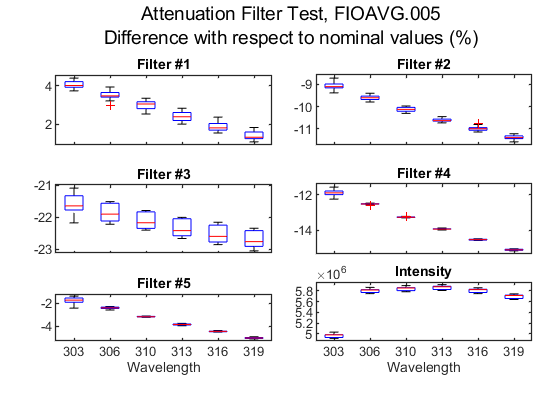 Attenuation Filter Test, FIOAVG.005
Difference with respect to nominal values (%)
Filter #1
4
2
Filter #2
-9
-10
-11
Filter #3
-21
-22
-23
Filter #4
-12
-14
Filter #5
-2
-4
303 306 310 313 316 319
Wavelength
Intensity
×10⁶
5.8
5.6
5.4
5.2
5
303 306 310 313 316 319
Wavelength